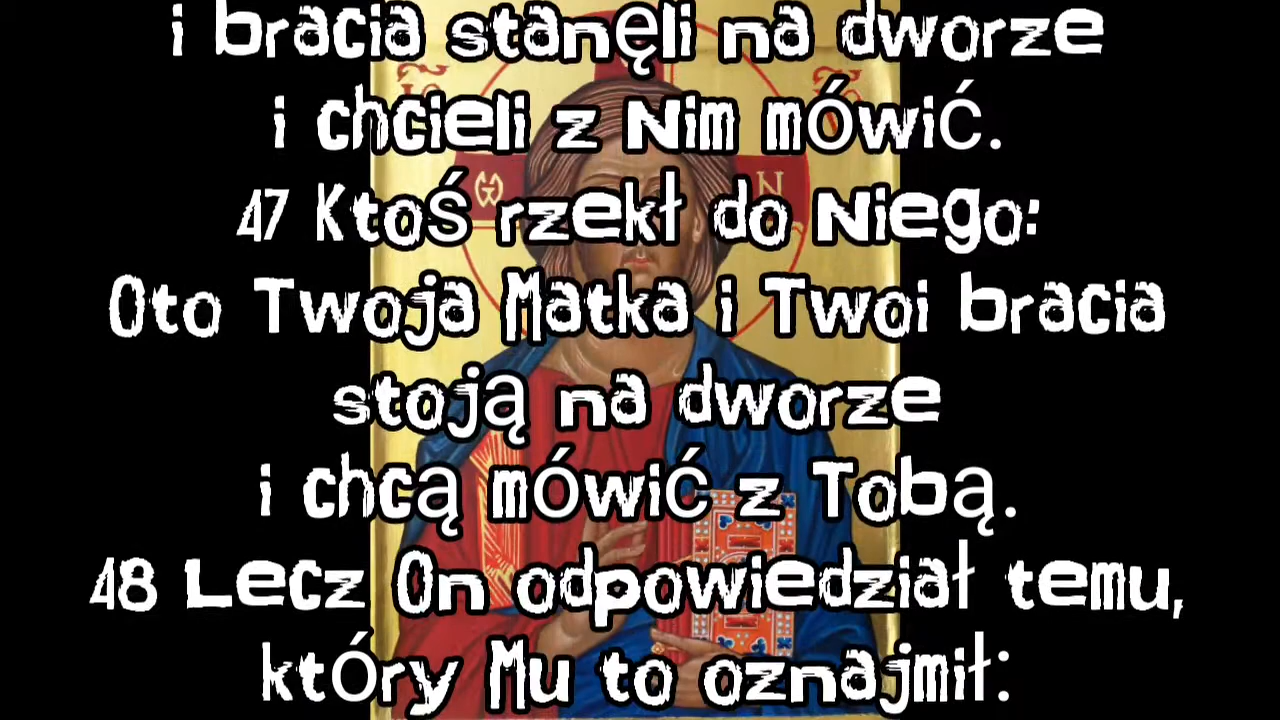 i bracia stanęli na dworze
i chcieli z Nim mówić.
47 Ktoś rzekł do Niego:
Oto Twoja Matka i Twoi bracia
stoją na dworze
i chcą mówić z Tobą.
48 Lecz On odpowiedział temu,
który Mu to oznajmił: